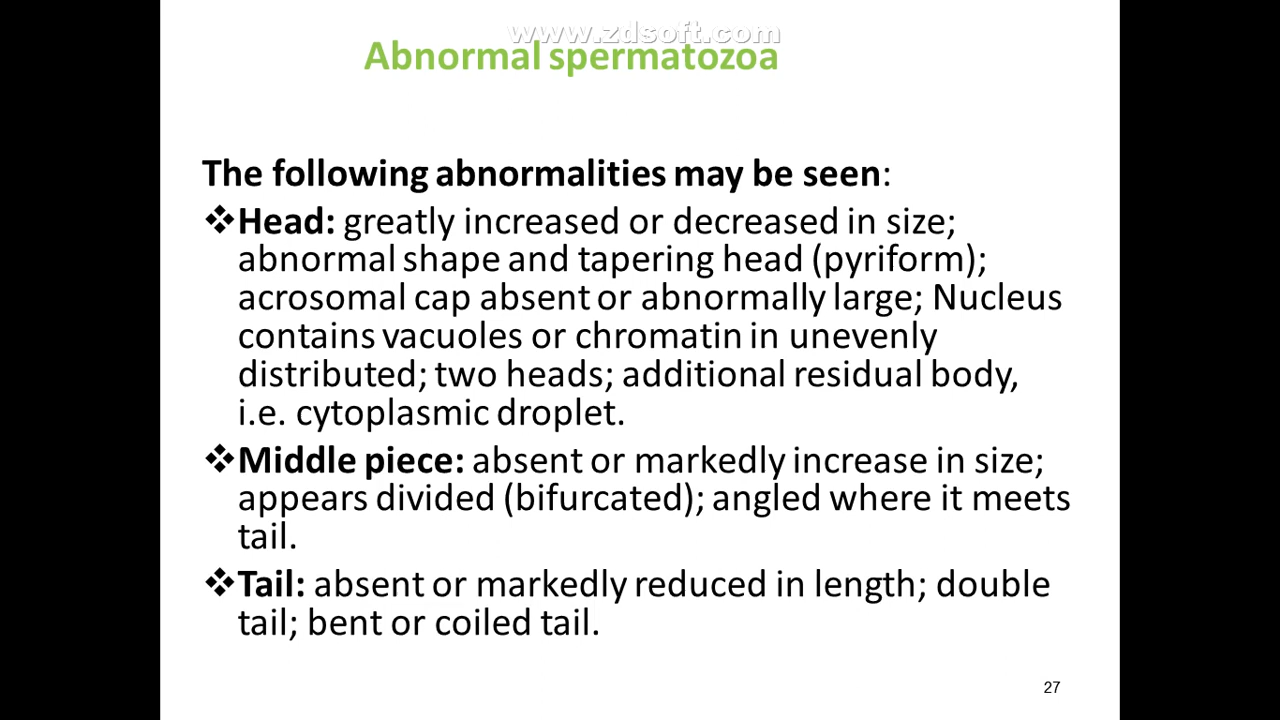 www.zdsoft.com
Abnormal spermatozoa
The following abnormalities may be seen:
❖Head: greatly increased or decreased in size;
abnormal shape and tapering head (pyriform);
acrosomal cap absent or abnormally large; Nucleus
contains vacuoles or chromatin in unevenly
distributed; two heads; additional residual body,
i.e. cytoplasmic droplet.
❖Middle piece: absent or markedly increase in size;
appears divided (bifurcated); angled where it meets
tail.
❖Tail: absent or markedly reduced in length; double
tail; bent or coiled tail.
27